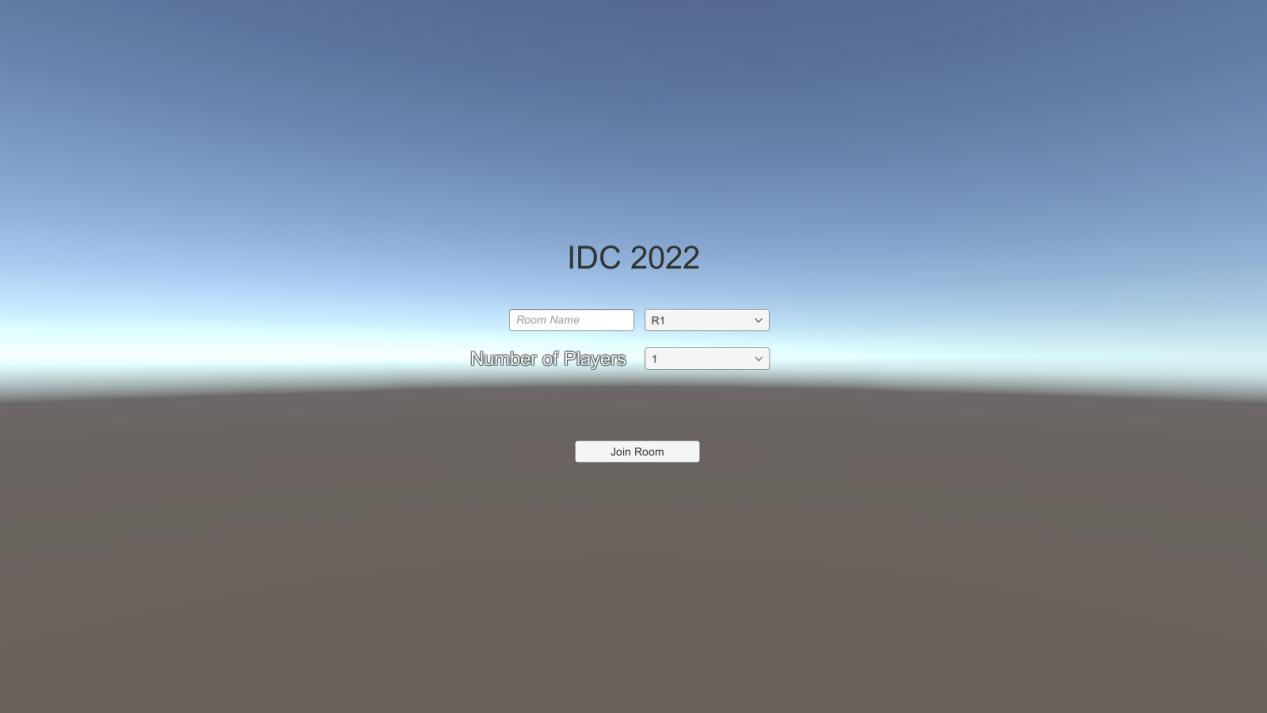 IDC 2022
Room Name R1
Number of Players 1
Join Room